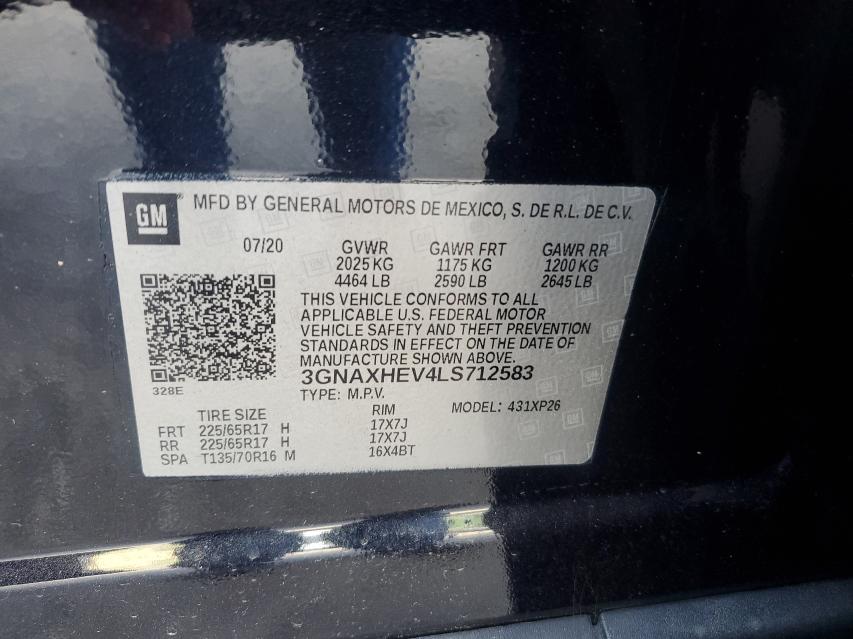 GM
MFD BY GENERAL MOTORS DE MEXICO, S. DE R.L. DE C.V.
07/20 GVWR GAWR FRT GAWR RR
2025 KG 1175 KG 1200 KG
4464 LB 2590 LB 2645 LB
THIS VEHICLE CONFORMS TO ALL
APPLICABLE U.S. FEDERAL MOTOR
VEHICLE SAFETY AND THEFT PREVENTION
STANDARDS IN EFFECT ON THE DATE OF
MANUFACTURE SHOWN ABOVE.
3GNAXHEV4LS712583
328E
TYPE: M.P.V. MODEL: 431XP26
TIRE SIZE RIM
FRT 225/65R17 H 17X7J
RR 225/65R17 H 17X7J
SPA T135/70R16 M 16X4BT